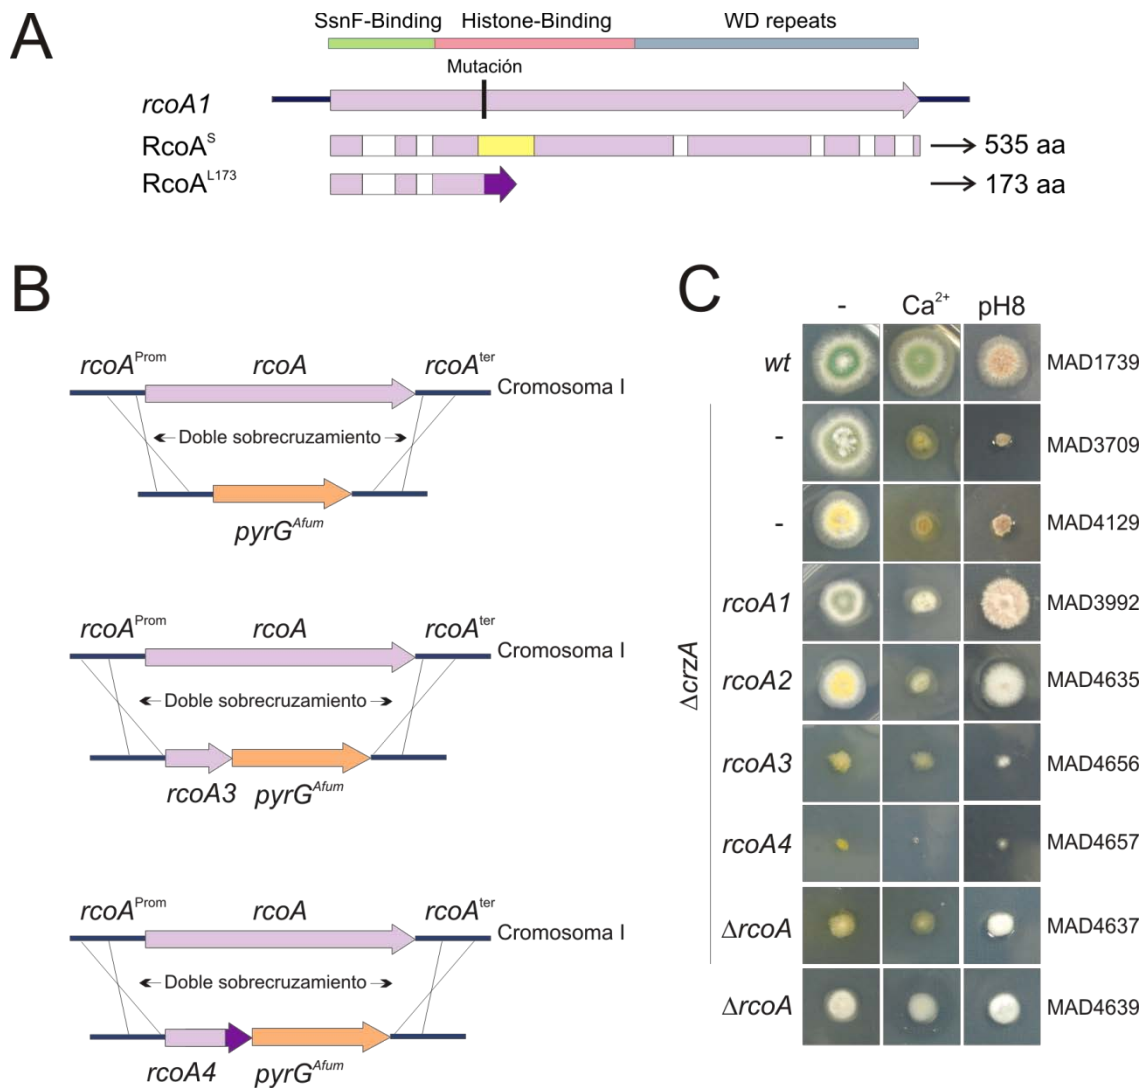 A
SsnF-Binding Histone-Binding WD repeats
Mutación
rcoA1
RcoA^S → 535 aa
RcoA^L173 → 173 aa
B
rcoA^Prom rcoA rcoA^ter
Cromosoma I
Doble sobrecruzamiento
pyrG^Afum
rcoA^Prom rcoA rcoA^ter
Cromosoma I
Doble sobrecruzamiento
rcoA3 pyrG^Afum
rcoA^Prom rcoA rcoA^ter
Cromosoma I
Doble sobrecruzamiento
rcoA4 pyrG^Afum
C
- Ca²⁺ pH8
wt MAD1739
- MAD3709
- MAD4129
rcoA1 MAD3992
ΔcrzA
rcoA2 MAD4635
rcoA3 MAD4656
rcoA4 MAD4657
ΔrcoA MAD4637
ΔrcoA MAD4639